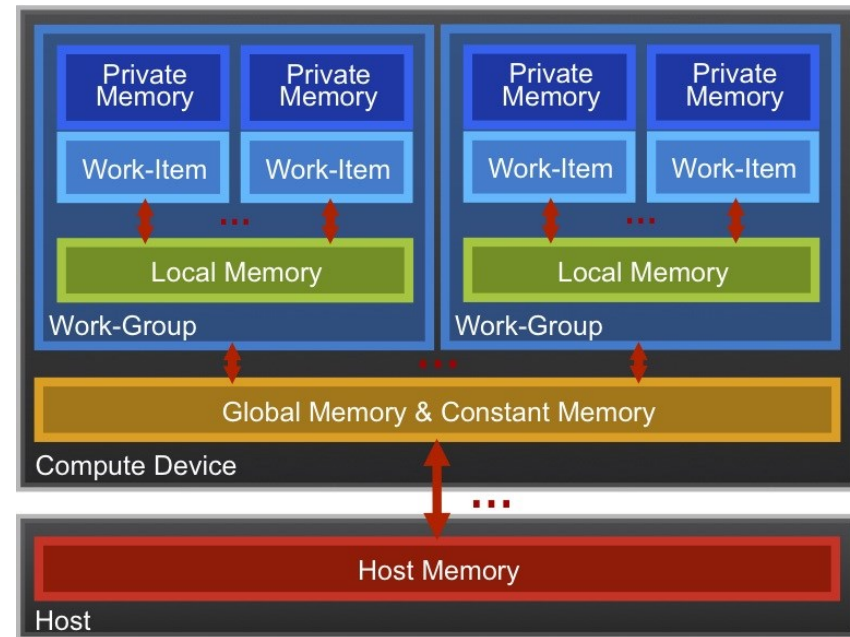 Private Memory
Private Memory
Private Memory
Private Memory
Work-Item
Work-Item
Work-Item
Work-Item
...
...
Local Memory
Local Memory
Work-Group
Work-Group
...
Global Memory & Constant Memory
Compute Device
...
Host Memory
Host